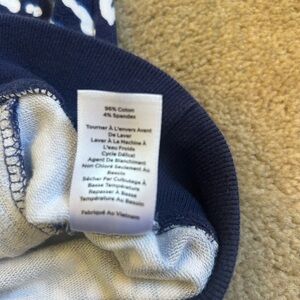 96% Coton
4% Spandex
Tourner À L'envers Avant
De Laver
Laver À La Machine À
L'eau Froide
Cycle Délicat
Agent De Blanchiment
Non Chloré Seulement Au
Besoin
Sécher Par Culbutage À
Basse Température
Repasser À Basse
Température Au Besoin
Fabriqué Au Vietnam